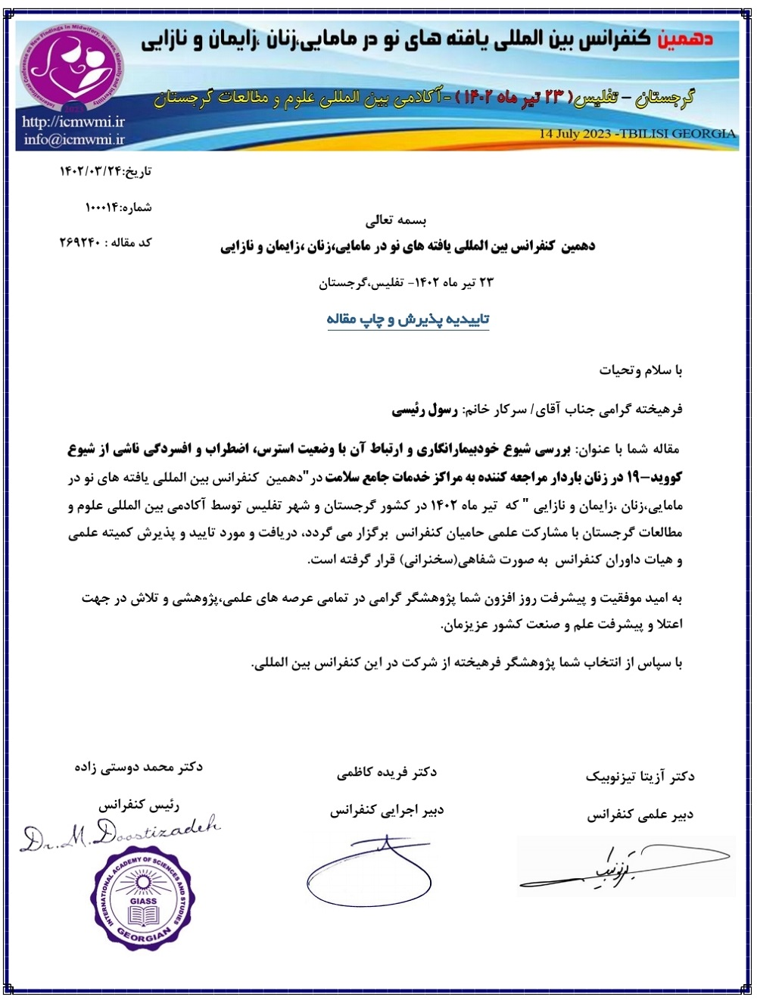 دهمین کنفرانس بین المللی یافته های نو در مامایی،زنان ،زایمان و نازایی
International Conference on New Findings in Midwifery, Women, Maternity and Infertility
2023
گرجستان - تفلیس( ۲۳ تیر ماه ۱۴۰۲ ) -آکادمی بین المللی علوم و مطالعات گرجستان
http://icmwmi.ir
info@icmwmi.ir
14 July 2023 -TBILISI GEORGIA
تاریخ:۱۴۰۲/۰۳/۲۴
شماره:۱۰۰۰۱۴
کد مقاله : ۲۶۹۲۴۰
بسمه تعالی
دهمین کنفرانس بین المللی یافته های نو در مامایی،زنان ،زایمان و نازایی
۲۳ تیر ماه ۱۴۰۲- تفلیس،گرجستان
تاییدیه پذیرش و چاپ مقاله
با سلام وتحیات
فرهیخته گرامی جناب آقای/ سرکار خانم: رسول رئیسی
مقاله شما با عنوان: بررسی شیوع خودبیمارانگاری و ارتباط آن با وضعیت استرس، اضطراب و افسردگی ناشی از شیوع
کووید-۱۹ در زنان باردار مراجعه کننده به مراکز خدمات جامع سلامت در"دهمین کنفرانس بین المللی یافته های نو در
مامایی،زنان ،زایمان و نازایی " که تیر ماه ۱۴۰۲ در کشور گرجستان و شهر تفلیس توسط آکادمی بین المللی علوم و
مطالعات گرجستان با مشارکت علمی حامیان کنفرانس برگزار می گردد، دریافت و مورد تایید و پذیرش کمیته علمی
و هیات داوران کنفرانس به صورت شفاهی(سخنرانی) قرار گرفته است.
به امید موفقیت و پیشرفت روز افزون شما پژوهشگر گرامی در تمامی عرصه های علمی،پژوهشی و تلاش در جهت
اعتلا و پیشرفت علم و صنعت کشور عزیزمان.
با سپاس از انتخاب شما پژوهشگر فرهیخته از شرکت در این کنفرانس بین المللی.
دکتر آزیتا تیزنوبیک
دبیر علمی کنفرانس
دکتر فریده کاظمی
دبیر اجرایی کنفرانس
دکتر محمد دوستی زاده
رئیس کنفرانس
Dr.M.Doostizadeh
INTERNATIONAL ACADEMY OF SCIENCES AND STUDIES
GIASS
GEORGIAN